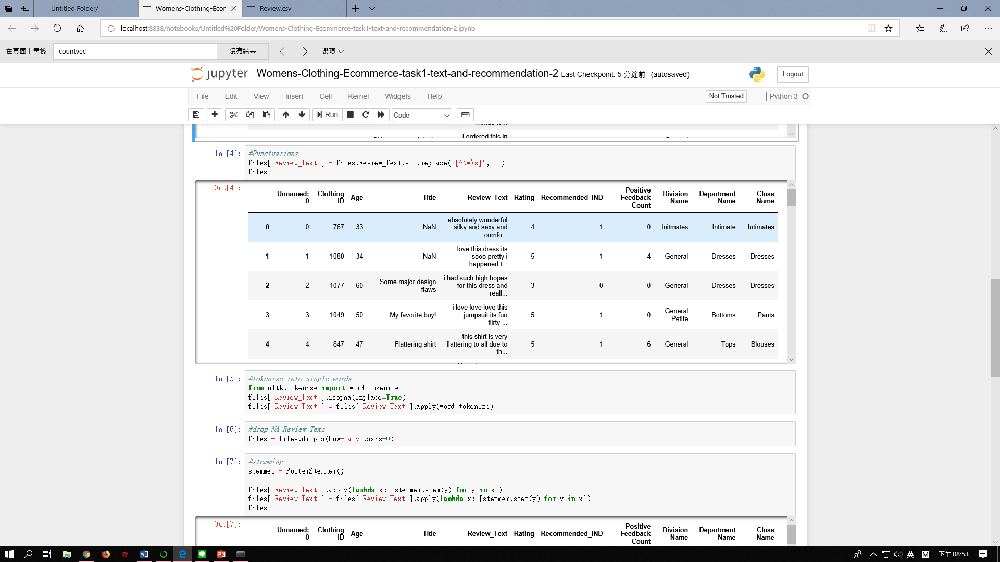 Untitled Folder/
Womens-Clothing-Ecor
Review.csv
localhost:8888/notebooks/Untitled%20Folder/Womens-Clothing-Ecommerce-task1-text-and-recommendation-2.ipynb
在頁面上尋找
countvec
沒有結果
選項
jupyter
Womens-Clothing-Ecommerce-task1-text-and-recommendation-2
Last Checkpoint: 5 分鐘前
(autosaved)
Logout
File Edit View Insert Cell Kernel Widgets Help
Not Trusted
Python 3
Run
Code
i ordered this in
In [4]:
#Punctuations
files['Review_Text'] = files.Review_Text.str.replace('[^\w\s]', '')
files
Out[4]:
Unnamed: 0 Clothing ID Age Title Review_Text Rating Recommended_IND Positive Feedback Count Division Name Department Name Class Name
0 0 767 33 NaN absolutely wonderful silky and sexy and comfo... 4 1 0 Initmates Intimate Intimates
1 1 1080 34 NaN love this dress its sooo pretty i happened t... 5 1 4 General Dresses Dresses
2 2 1077 60 Some major design flaws i had such high hopes for this dress and reall... 3 0 0 General Dresses Dresses
3 3 1049 50 My favorite buy! i love love love this jumpsuit its fun flirty ... 5 1 0 General Petite Bottoms Pants
4 4 847 47 Flattering shirt this shirt is very flattering to all due to th... 5 1 6 General Tops Blouses
In [5]:
#tokenize into single words
from nltk.tokenize import word_tokenize
files['Review_Text'].dropna(inplace=True)
files['Review_Text'] = files['Review_Text'].apply(word_tokenize)
In [6]:
#drop NA Review Text
files = files.dropna(how='any',axis=0)
In [7]:
#stemming
stemmer = PorterStemmer()
files['Review_Text'].apply(lambda x: [stemmer.stem(y) for y in x])
files['Review_Text'] = files['Review_Text'].apply(lambda x: [stemmer.stem(y) for y in x])
files
Out[7]:
Unnamed: 0 Clothing ID Age Title Review_Text Rating Recommended_IND Positive Feedback Count Division Name Department Name Class Name
英
M
下午 08:53